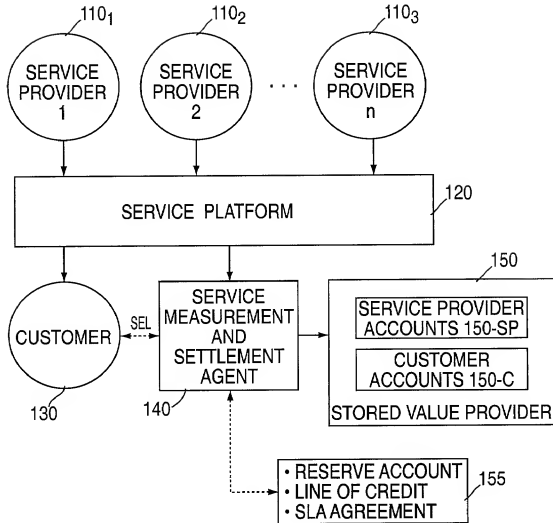 110₁ 110₂ 110₃
SERVICE PROVIDER 1
SERVICE PROVIDER 2
. . .
SERVICE PROVIDER n
SERVICE PLATFORM
120
150
CUSTOMER
SEL
SERVICE
MEASUREMENT
AND
SETTLEMENT
AGENT
SERVICE PROVIDER
ACCOUNTS 150-SP
CUSTOMER
ACCOUNTS 150-C
STORED VALUE PROVIDER
130
140
• RESERVE ACCOUNT
• LINE OF CREDIT
• SLA AGREEMENT
155